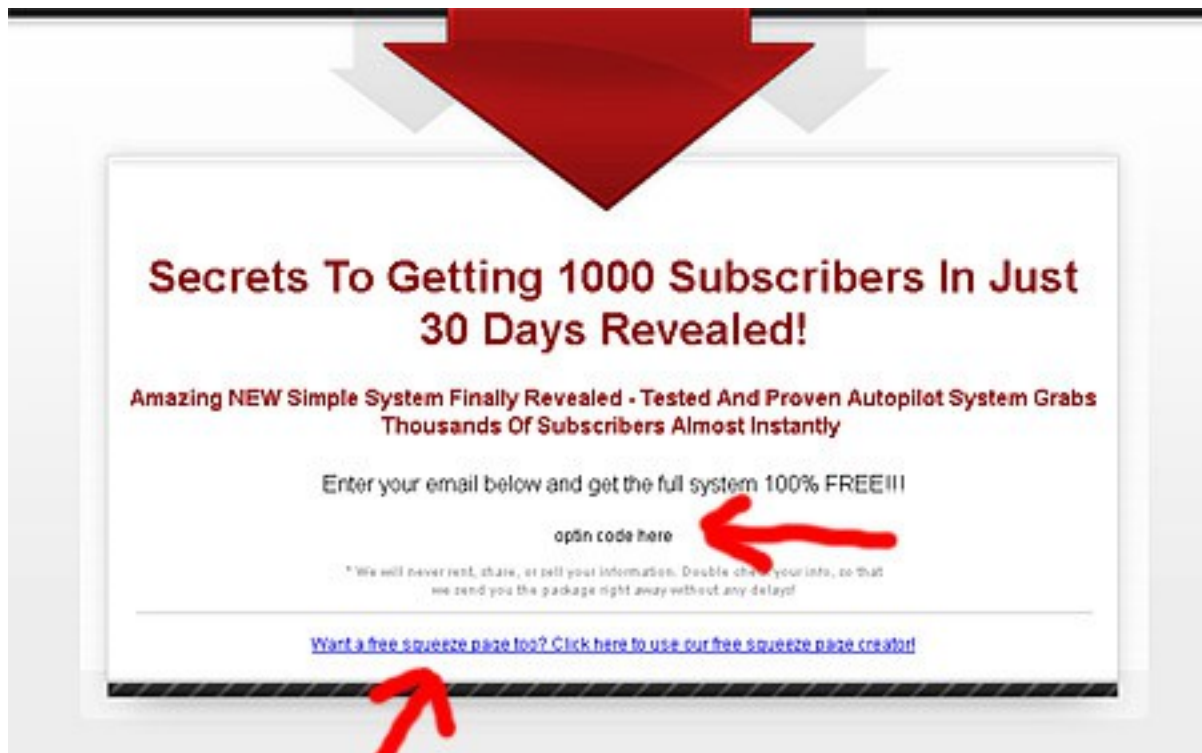 Secrets To Getting 1000 Subscribers In Just
30 Days Revealed!
Amazing NEW Simple System Finally Revealed - Tested And Proven Autopilot System Grabs
Thousands Of Subscribers Almost Instantly
Enter your email below and get the full system 100% FREE!!!
optin code here
* We will never rent, share, or sell your information. Double check your info, so that
we send you the package right away without any delays!
Want a free squeeze page too? Click here to use our free squeeze page creator!